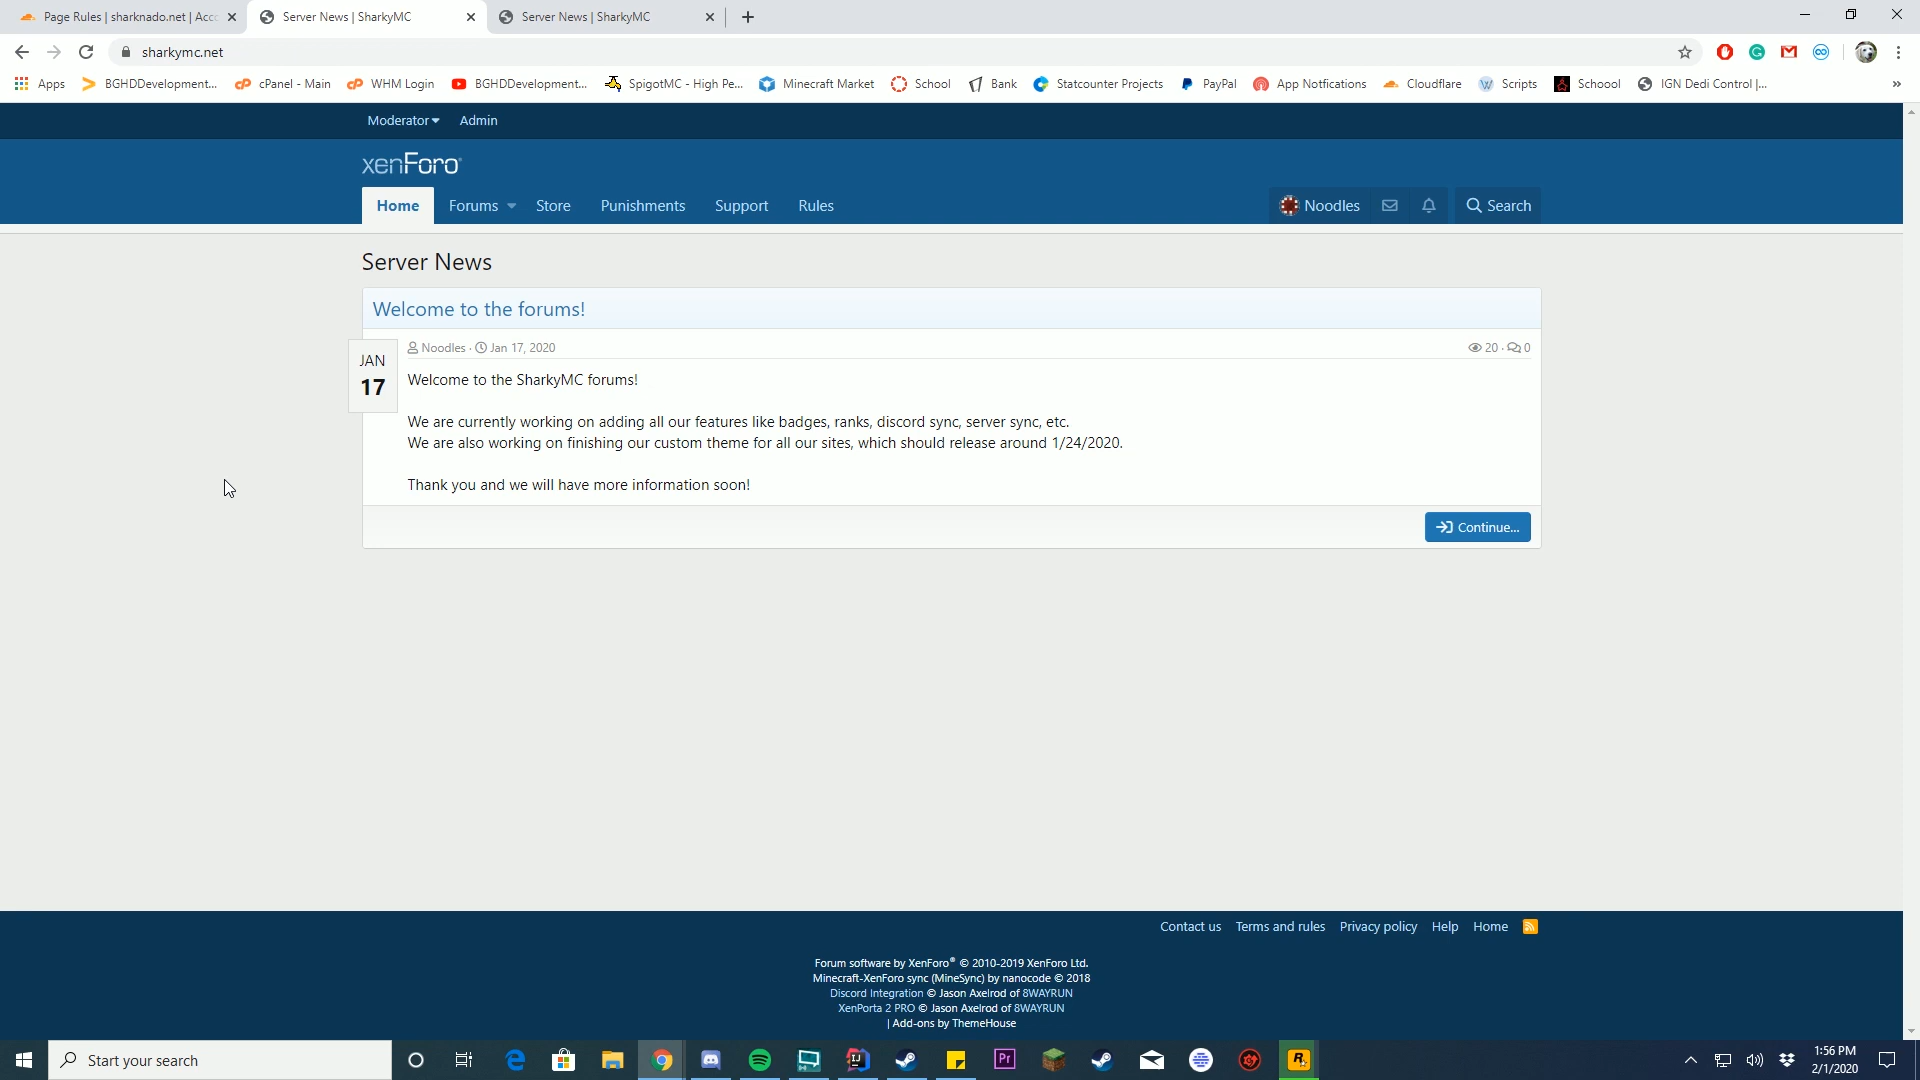 Page Rules | sharknado.net | Acco
Server News | SharkyMC
Server News | SharkyMC
sharkymc.net
Apps
BGHDDevelopment...
cPanel - Main
WHM Login
BGHDDevelopment...
SpigotMC - High Pe...
Minecraft Market
School
Bank
Statcounter Projects
PayPal
App Notfications
Cloudflare
Scripts
Schoool
IGN Dedi Control |...
Moderator Admin
xenForo
Home Forums Store Punishments Support Rules
Noodles
Search
Server News
Welcome to the forums!
JAN
17
Noodles · Jan 17, 2020
20 · 0
Welcome to the SharkyMC forums!
We are currently working on adding all our features like badges, ranks, discord sync, server sync, etc.
We are also working on finishing our custom theme for all our sites, which should release around 1/24/2020.
Thank you and we will have more information soon!
Continue...
Contact us Terms and rules Privacy policy Help Home
Forum software by XenForo® © 2010-2019 XenForo Ltd.
Minecraft-XenForo sync (MineSync) by nanocode © 2018
Discord Integration © Jason Axelrod of 8WAYRUN
XenPorta 2 PRO © Jason Axelrod of 8WAYRUN
| Add-ons by ThemeHouse
Start your search
Pr
R
1:56 PM
2/1/2020